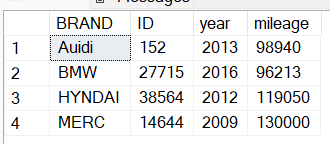 BRAND ID year mileage
1 Auidi 152 2013 98940
2 BMW 27715 2016 96213
3 HYNDAI 38564 2012 119050
4 MERC 14644 2009 130000